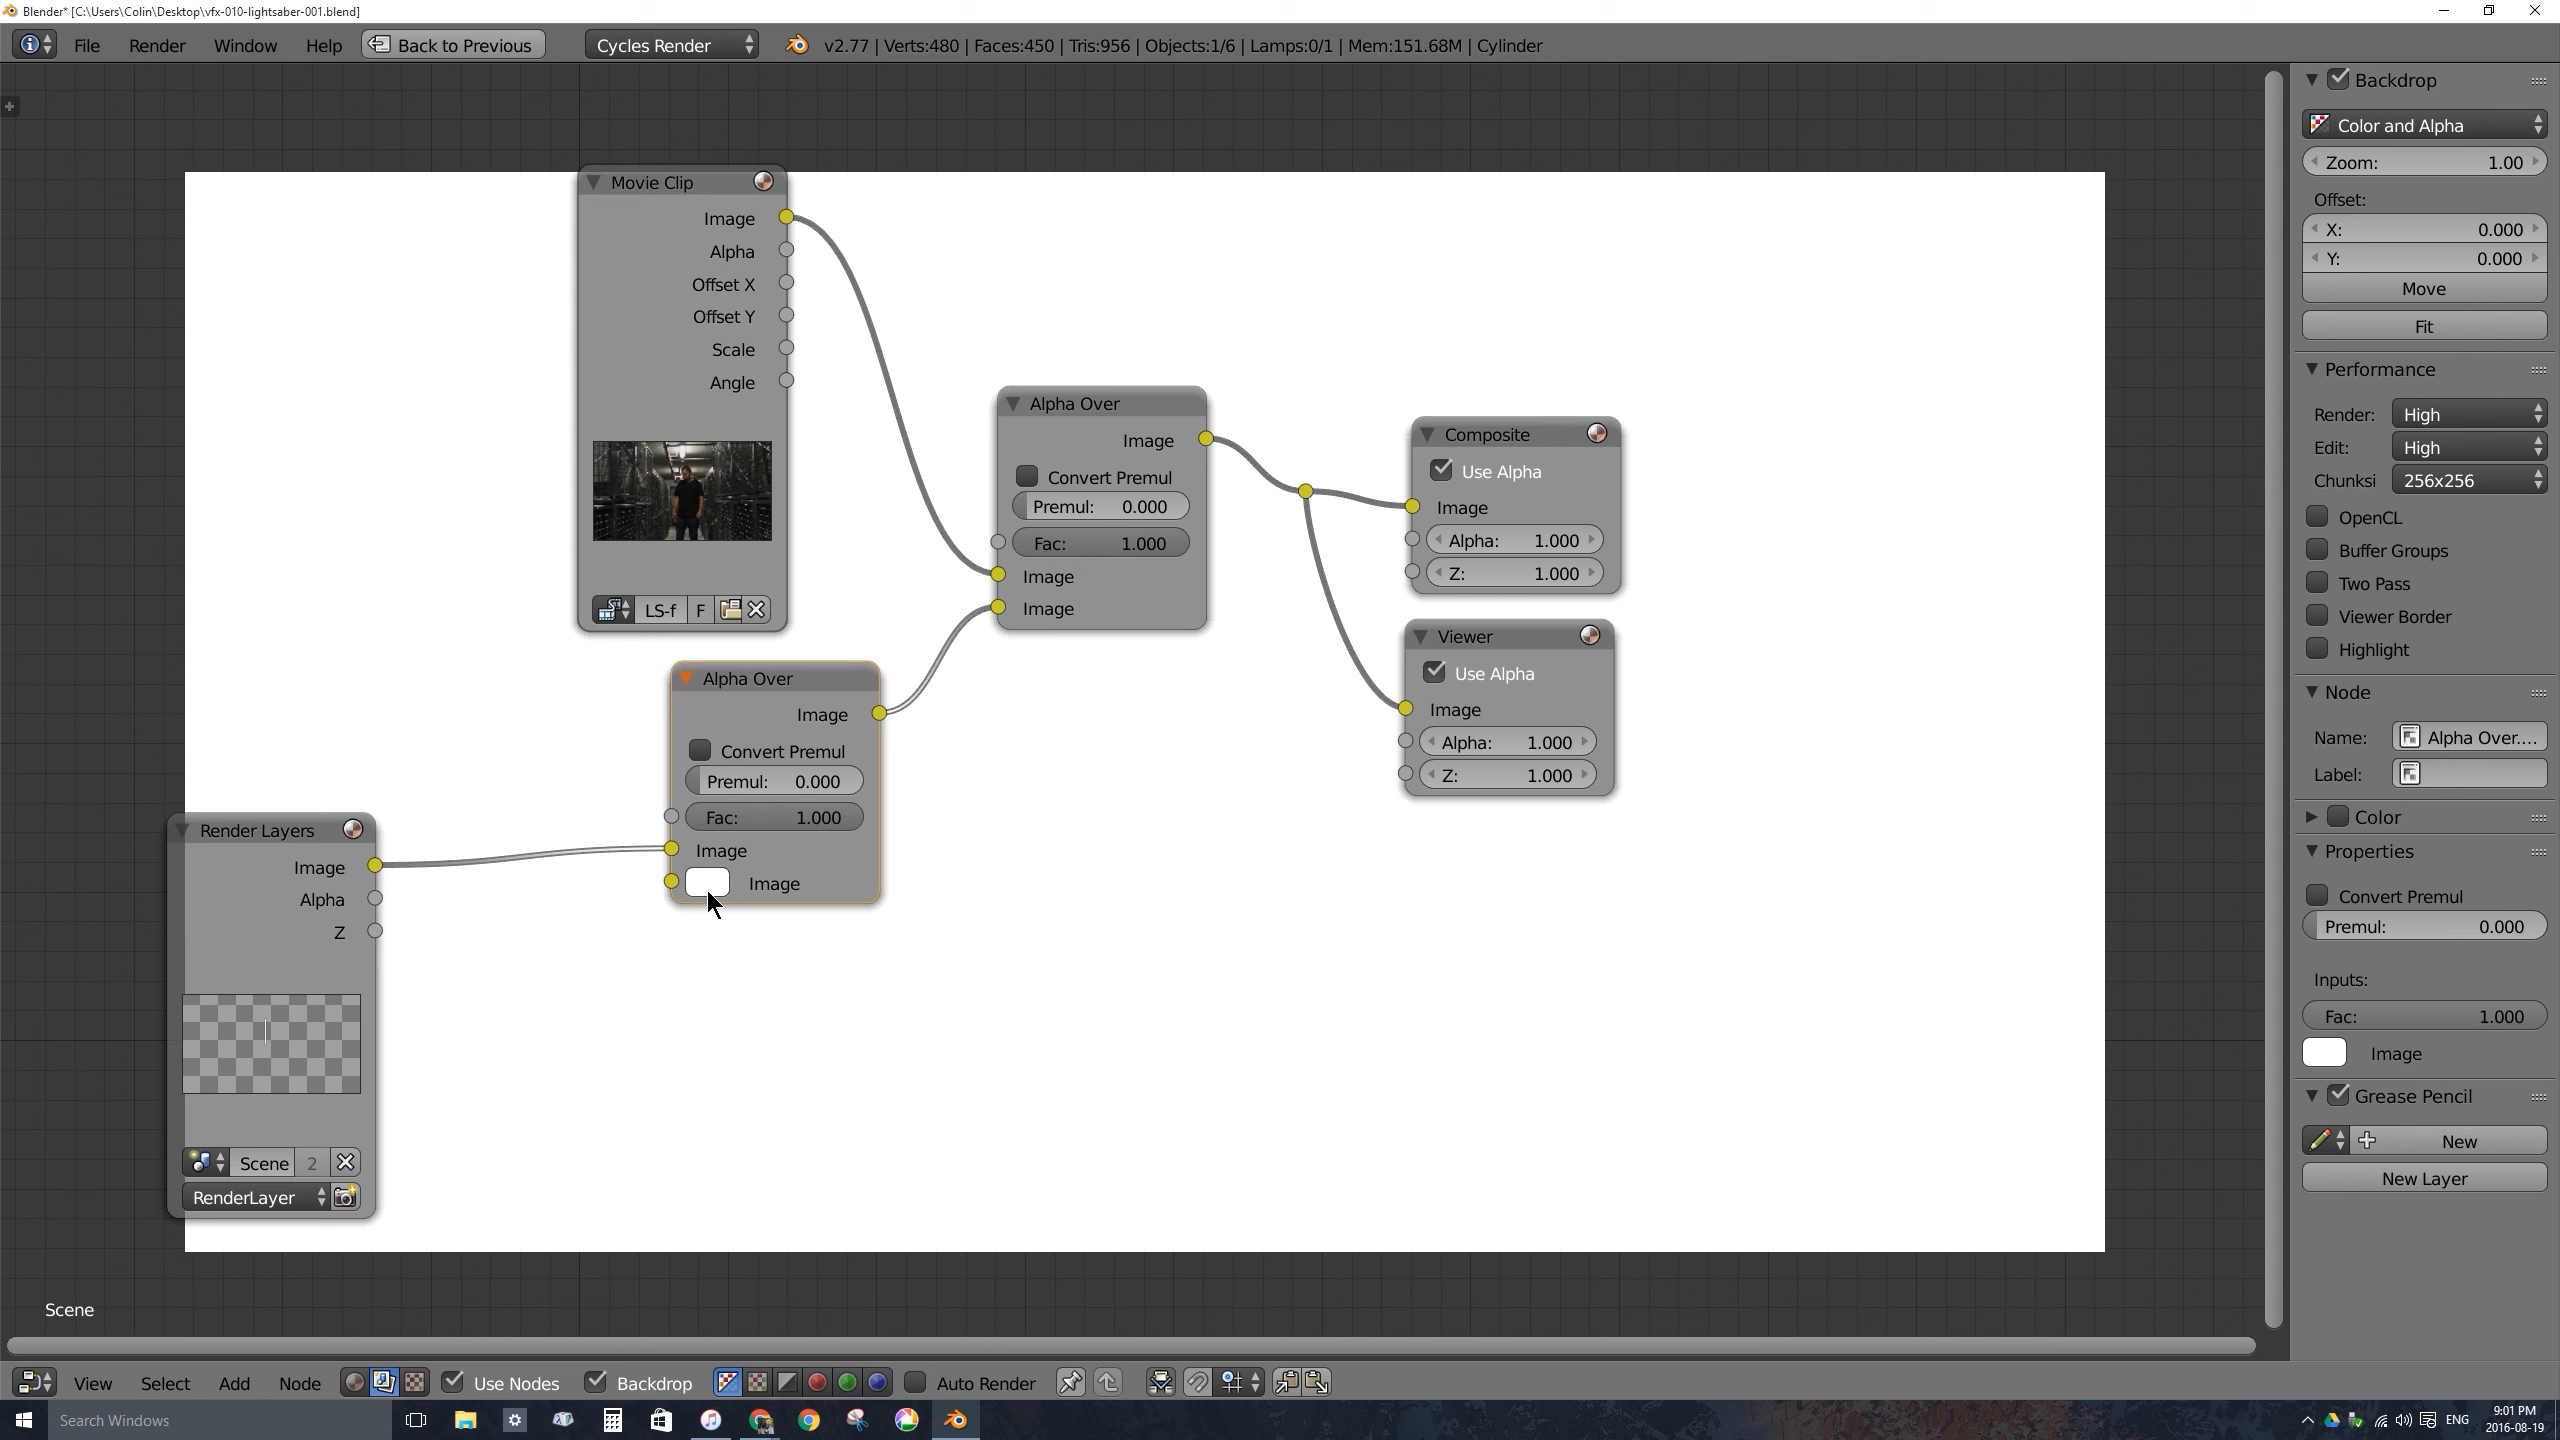 Blender* [C:\Users\Colin\Desktop\vfx-010-lightsaber-001.blend]
File Render Window Help Back to Previous Cycles Render v2.77 | Verts:480 | Faces:450 | Tris:956 | Objects:1/6 | Lamps:0/1 | Mem:151.68M | Cylinder
Movie Clip
Image
Alpha
Offset X
Offset Y
Scale
Angle
LS-f F
Alpha Over
Image
Convert Premul
Premul: 0.000
Fac: 1.000
Image
Image
Composite
Use Alpha
Image
Alpha: 1.000
Z: 1.000
Viewer
Use Alpha
Image
Alpha: 1.000
Z: 1.000
Alpha Over
Image
Convert Premul
Premul: 0.000
Fac: 1.000
Image
Image
Render Layers
Image
Alpha
Z
Scene 2
RenderLayer
Scene
Backdrop
Color and Alpha
Zoom: 1.00
Offset:
X: 0.000
Y: 0.000
Move
Fit
Performance
Render: High
Edit: High
Chunksi 256x256
OpenCL
Buffer Groups
Two Pass
Viewer Border
Highlight
Node
Name: Alpha Over....
Label:
Color
Properties
Convert Premul
Premul: 0.000
Inputs:
Fac: 1.000
Image
Grease Pencil
New
New Layer
View Select Add Node Use Nodes Backdrop Auto Render
Search Windows
ENG
9:01 PM
2016-08-19